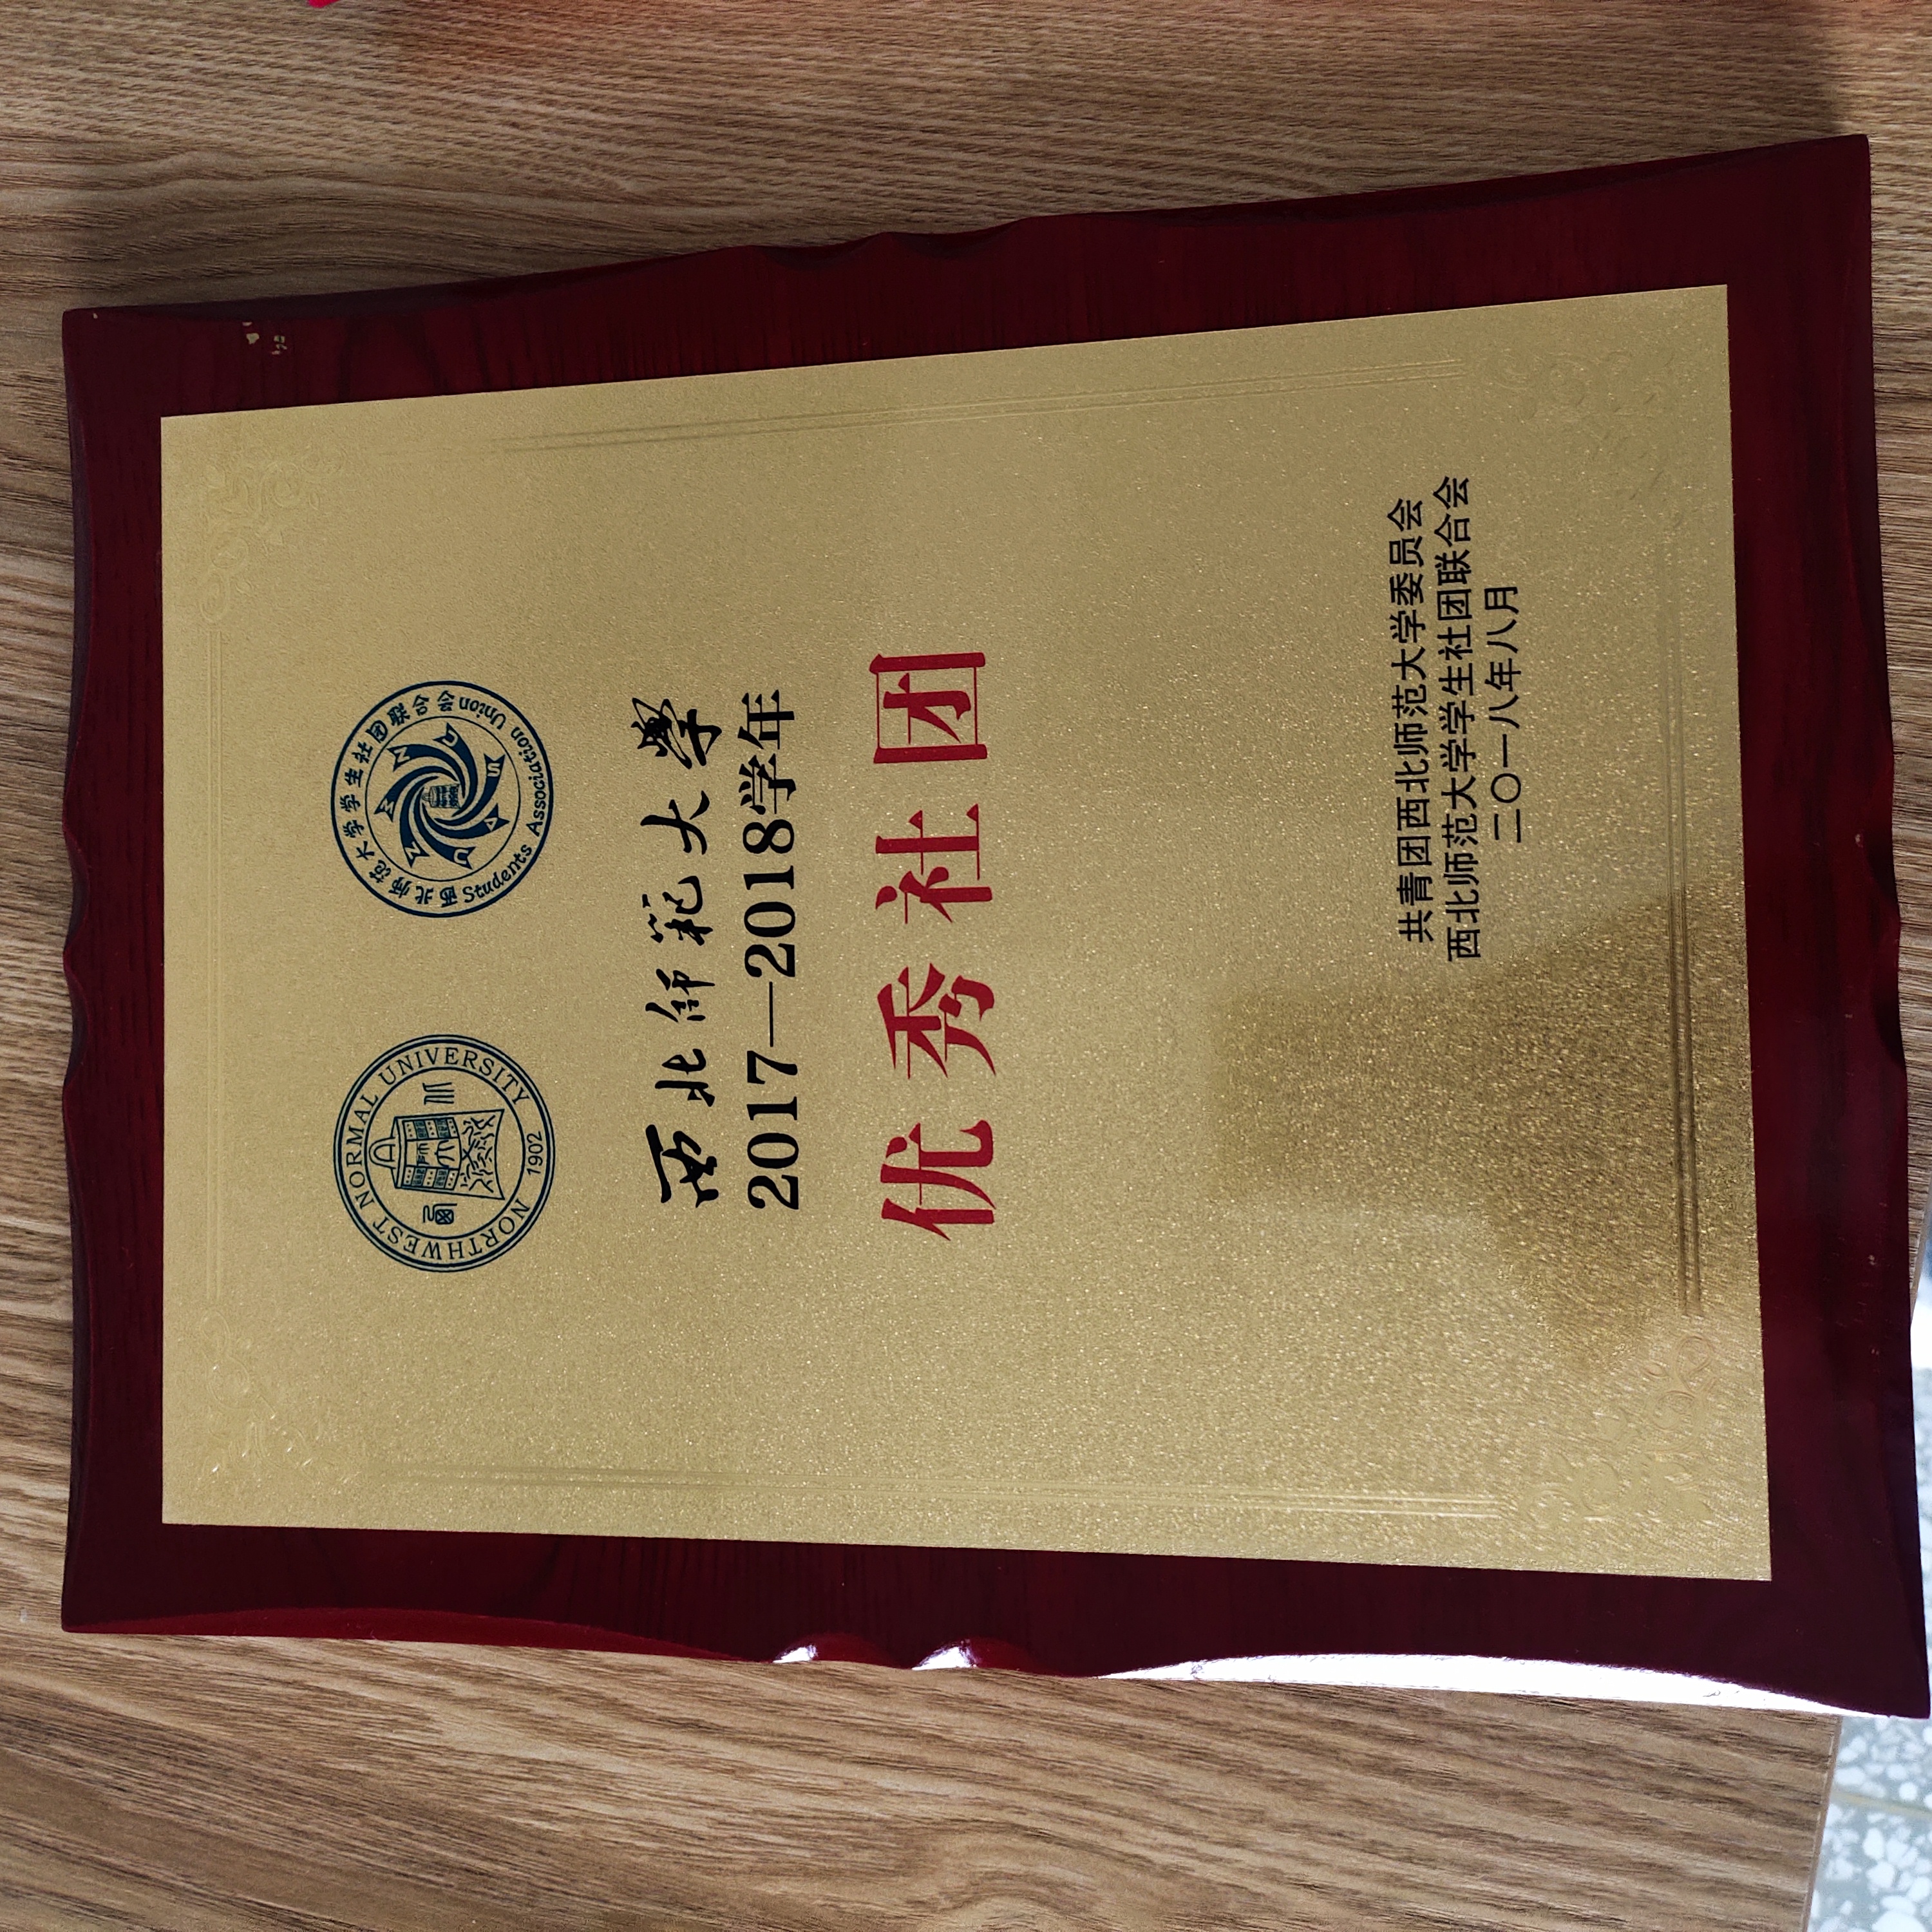 NORTHWEST NORMAL UNIVERSITY
1902
西北师范大学学生社团联合会
Students Association Union
西北师範大學
2017—2018学年
优秀社团
共青团西北师范大学委员会
西北师范大学学生社团联合会
二〇一八年八月